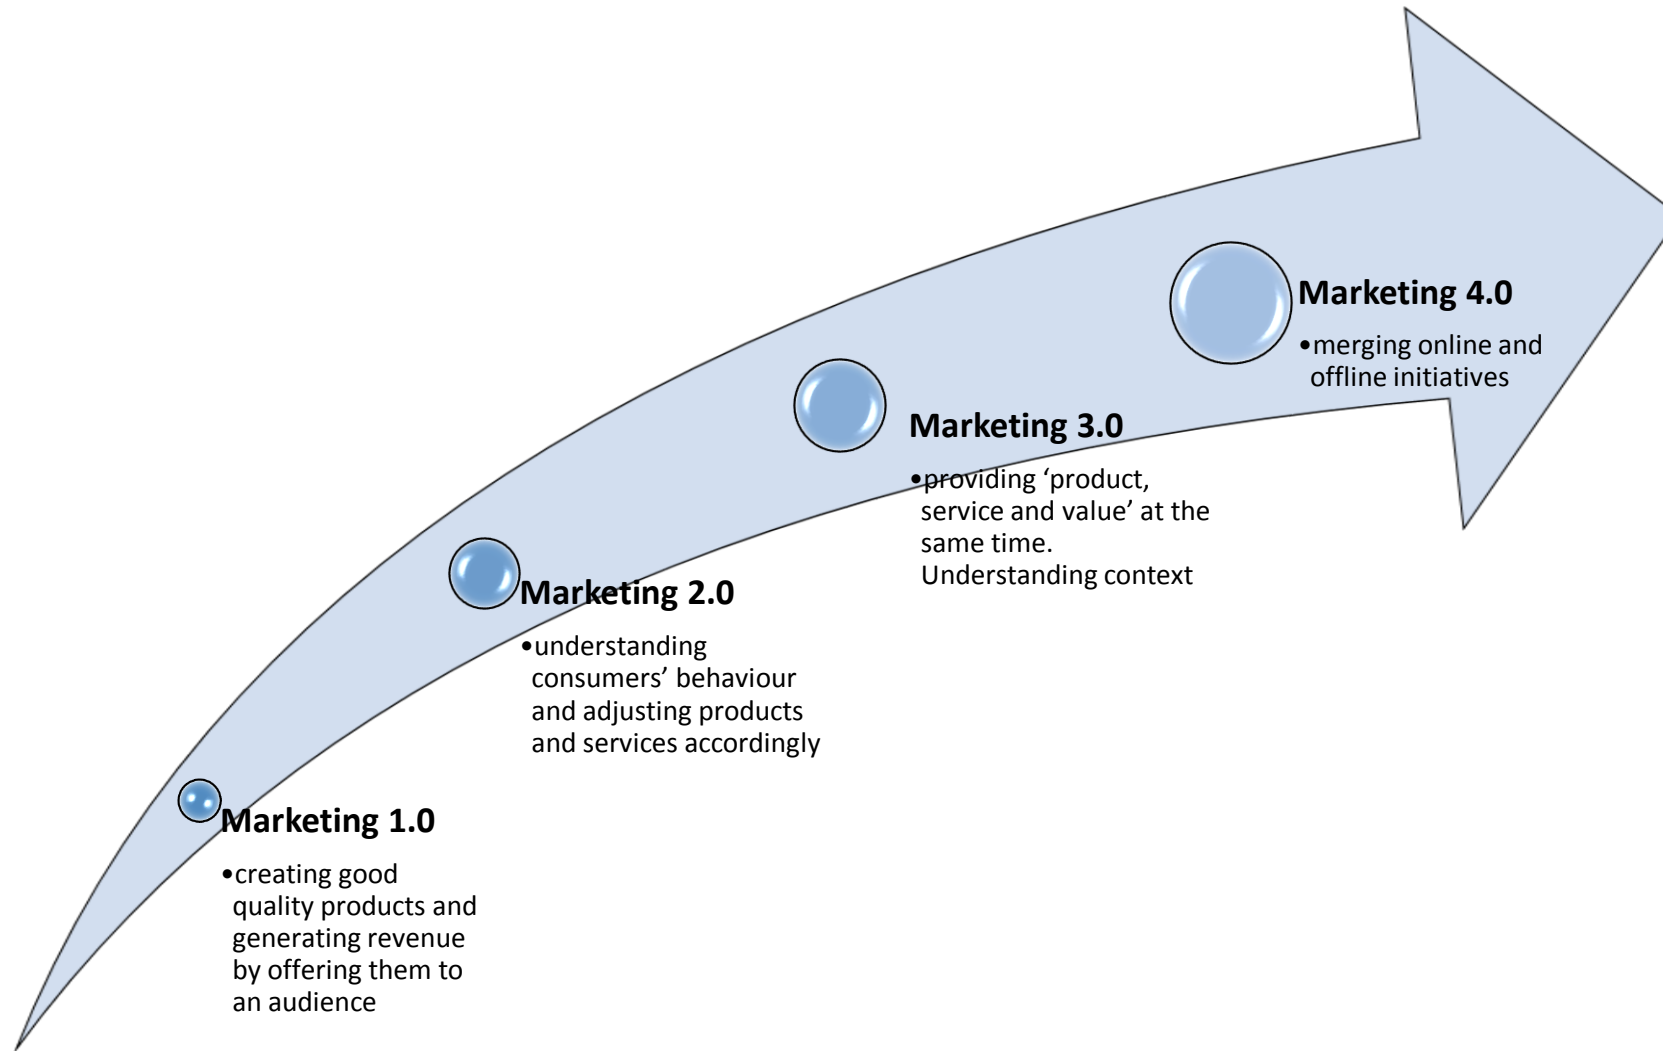 Marketing 1.0
•creating good
quality products and
generating revenue
by offering them to
an audience
Marketing 2.0
•understanding
consumers’ behaviour
and adjusting products
and services accordingly
Marketing 3.0
•providing ‘product,
service and value’ at the
same time.
Understanding context
Marketing 4.0
•merging online and
offline initiatives